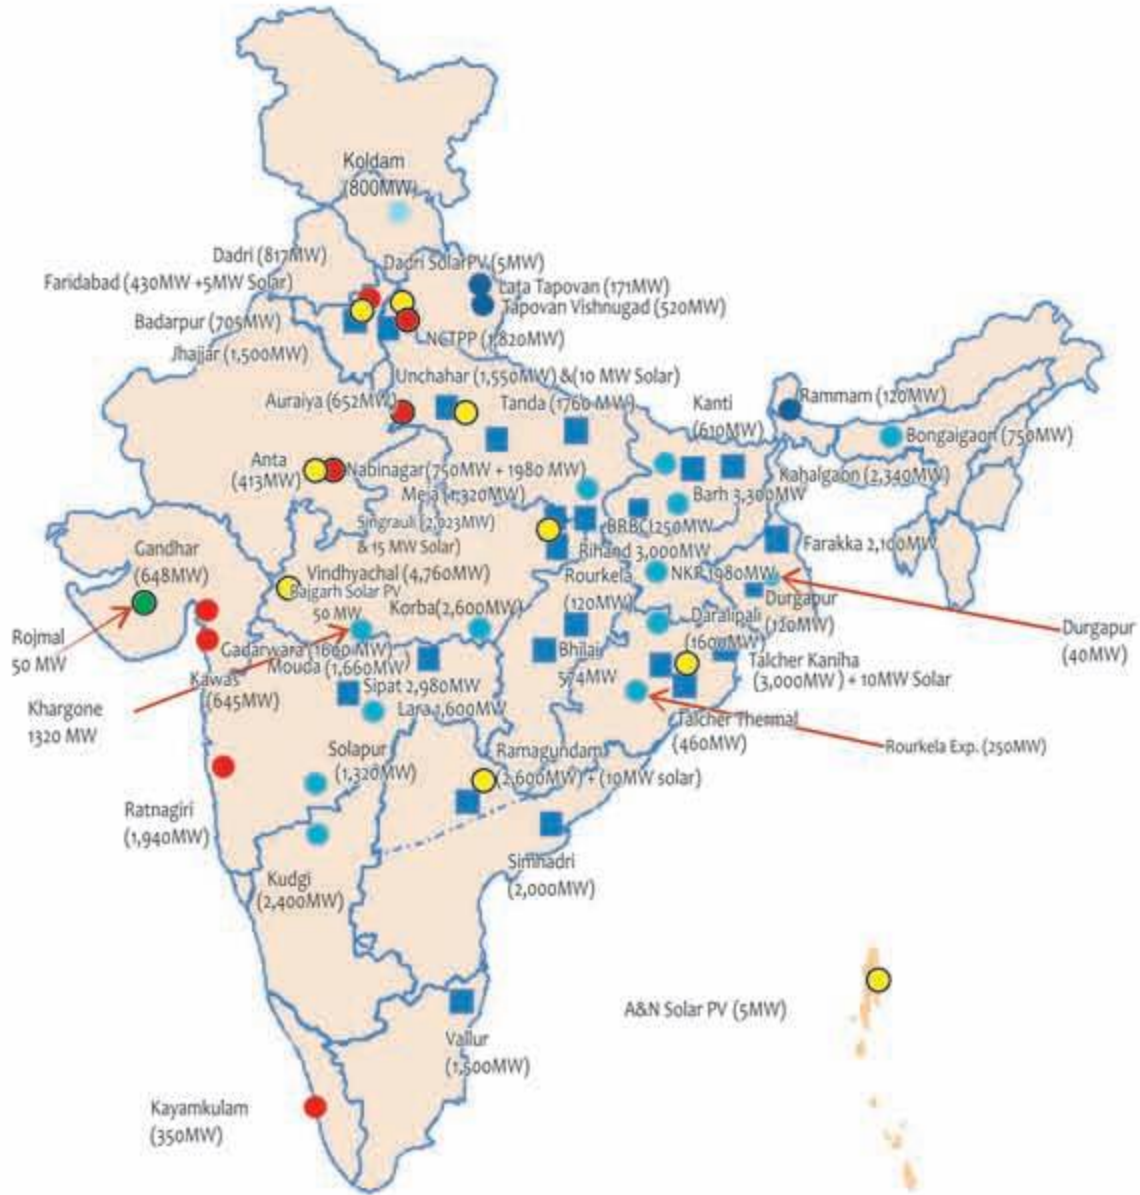 Koldam
(800MW)
Dadri (817MW)
Dadri SolarPV (5MW)
Faridabad (430MW +5MW Solar)
Lata Tapovan (171MW)
Tapovan Vishnugad (520MW)
Badarpur (705MW)
NCTPP (1,820MW)
Jhajjar (1,500MW)
Unchahar (1,550MW) &(10 MW Solar)
Auraiya (652MW)
Tanda (1760 MW)
Kanti
(610MW)
Rammam (120MW)
Bongaigaon (750MW)
Anta
(413MW)
Nabinagar(750MW + 1980 MW)
Kahalgaon (2,340MW)
Meja (1,320MW)
Barh 3,300MW
Singrauli (2,023MW)
& 15 MW Solar)
BRBCl250MW
Rihand 3,000MW
Farakka 2,100MW
Gandhar
(648MW)
Vindhyachal (4,760MW)
Rourkela
(120MW)
NKP 1980MW
Rajgarh Solar PV
50 MW
Korba(2,600MW)
Durgapur
(120MW)
Daralipali
(1600MW)
Durgapur
(40MW)
Rojmal
50 MW
Gadarwara (1600 MW)
Mouda (1,660MW)
Bhilai
574MW
Talcher Kaniha
(3,000MW ) + 10MW Solar
Kawas
(645MW)
Sipat 2,980MW
Khargone
1320 MW
Lara 1,600MW
Talcher Thermal
(460MW)
Rourkela Exp. (250MW)
Solapur
(1,320MW)
Ramagundam
(2,600MW) + (10MW solar)
Ratnagiri
(1,940MW)
Simhadri
(2,000MW)
Kudgi
(2,400MW)
A&N Solar PV (5MW)
Vallur
(1,500MW)
Kayamkulam
(350MW)